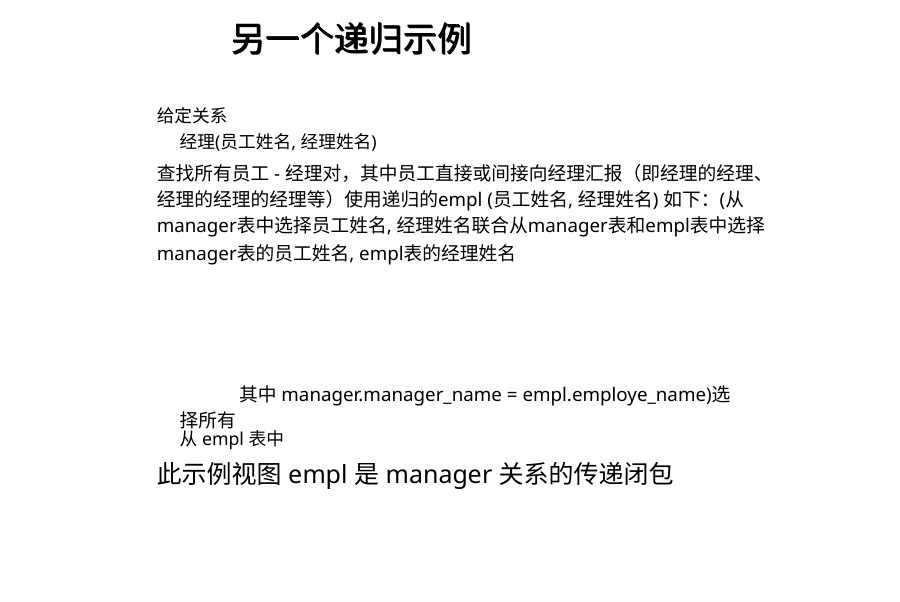 另一个递归示例
给定关系
经理(员工姓名, 经理姓名)
查找所有员工 - 经理对，其中员工直接或间接向经理汇报（即经理的经理、
经理的经理的经理等）使用递归的empl (员工姓名, 经理姓名) 如下：(从
manager表中选择员工姓名, 经理姓名联合从manager表和empl表中选择
manager表的员工姓名, empl表的经理姓名
其中 manager.manager_name = empl.employe_name)选
择所有
从 empl 表中
此示例视图 empl 是 manager 关系的传递闭包